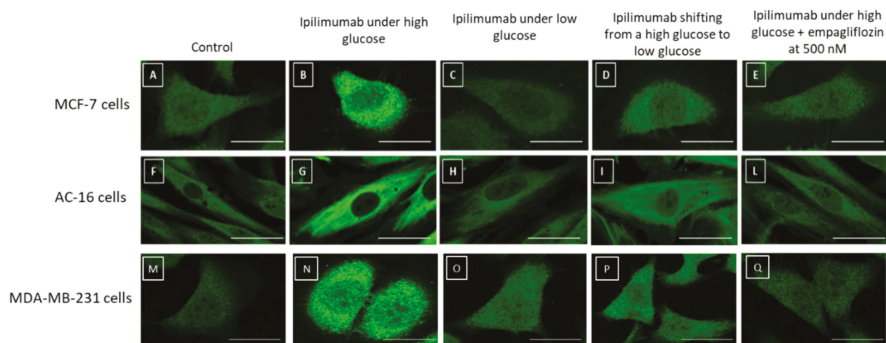 Control
Ipilimumab under high
glucose
Ipilimumab under low
glucose
Ipilimumab shifting
from a high glucose to
low glucose
Ipilimumab under high
glucose + empagliflozin
at 500 nM
MCF-7 cells
A
B
C
D
E
AC-16 cells
F
G
H
I
L
MDA-MB-231 cells
M
N
O
P
Q